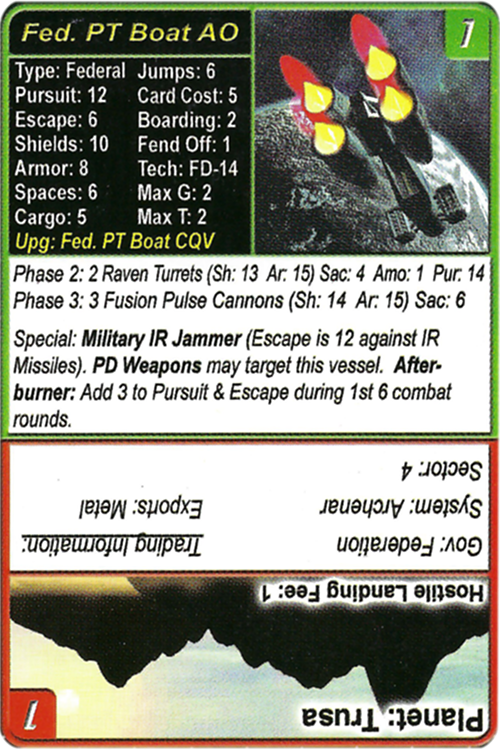 Fed. PT Boat AO
1
Type: Federal Jumps: 6
Pursuit: 12 Card Cost: 5
Escape: 6 Boarding: 2
Shields: 10 Fend Off: 1
Armor: 8 Tech: FD-14
Spaces: 6 Max G: 2
Cargo: 5 Max T: 2
Upg: Fed. PT Boat CQV
Phase 2: 2 Raven Turrets (Sh: 13 Ar: 15) Sac: 4 Amo: 1 Pur: 14
Phase 3: 3 Fusion Pulse Cannons (Sh: 14 Ar: 15) Sac: 6
Special: Military IR Jammer (Escape is 12 against IR
Missiles). PD Weapons may target this vessel. After-
burner: Add 3 to Pursuit & Escape during 1st 6 combat
rounds.
Planet: Trusa
1
Hostile Landing Fee: 1
Gov: Federation Trading Information:
System: Archenar Exports: Metal
Sector: 4